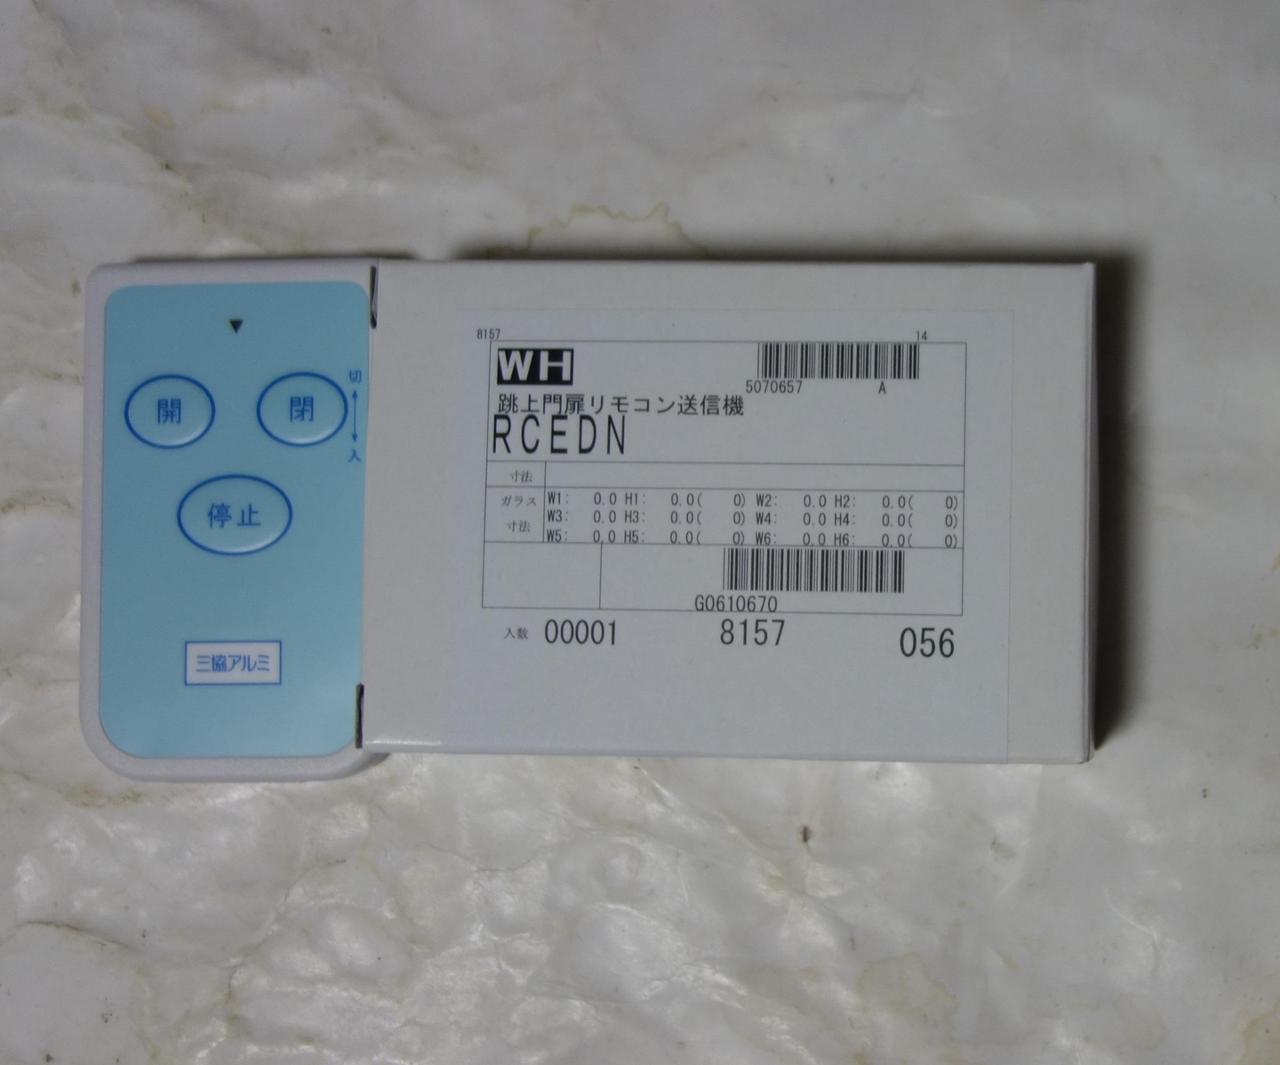 ▼
開 閉
切
入
停止
三協アルミ
8157 14
WH
5070657 A
跳上門扉リモコン送信機
RCEDN
寸法
ガラス寸法
W1: 0.0 H1: 0.0( 0) W2: 0.0 H2: 0.0( 0)
W3: 0.0 H3: 0.0( 0) W4: 0.0 H4: 0.0( 0)
W5: 0.0 H5: 0.0( 0) W6: 0.0 H6: 0.0( 0)
G0610670
入数 00001 8157 056